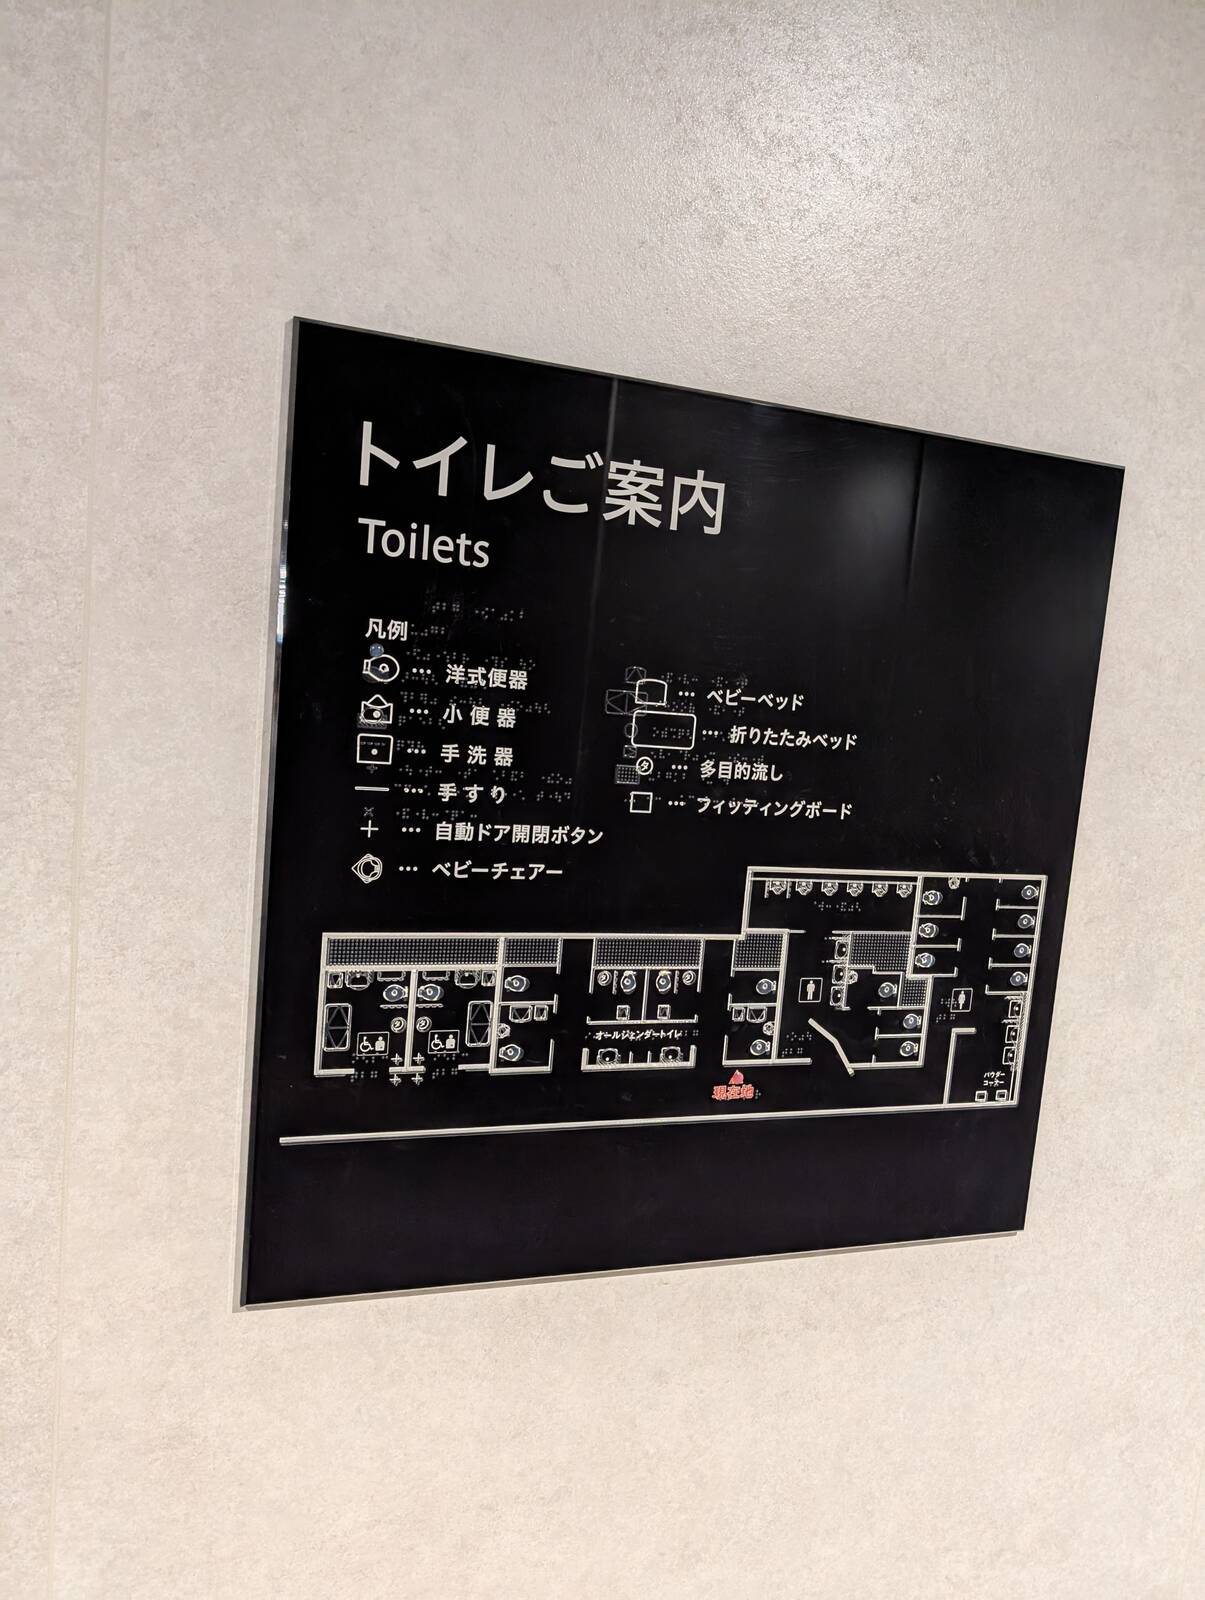 トイレご案内
Toilets
凡例
… 洋式便器
… 小便器
… 手洗器
… 手すり
… 自動ドア開閉ボタン
… ベビーチェアー
… ベビーベッド
… 折りたたみベッド
タ … 多目的流し
… フィッティングボード
オールジェンダートイレ
現在地
パウダー
コーナー